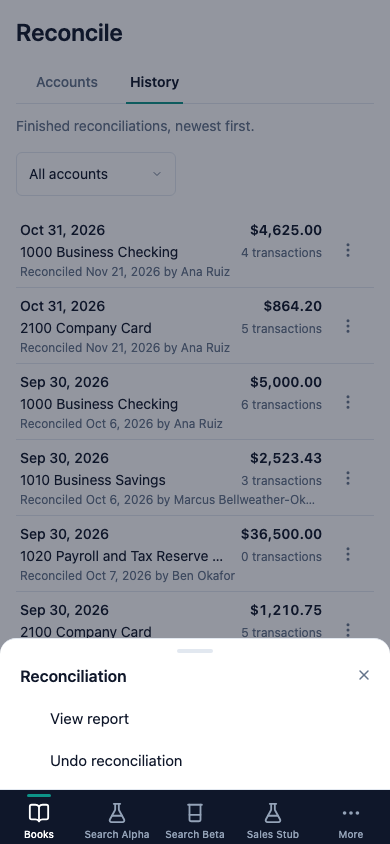 Reconcile
Accounts History
Finished reconciliations, newest first.
All accounts
Oct 31, 2026 $4,625.00
1000 Business Checking 4 transactions
Reconciled Nov 21, 2026 by Ana Ruiz
Oct 31, 2026 $864.20
2100 Company Card 5 transactions
Reconciled Nov 21, 2026 by Ana Ruiz
Sep 30, 2026 $5,000.00
1000 Business Checking 6 transactions
Reconciled Oct 6, 2026 by Ana Ruiz
Sep 30, 2026 $2,523.43
1010 Business Savings 3 transactions
Reconciled Oct 6, 2026 by Marcus Bellweather-Ok...
Sep 30, 2026 $36,500.00
1020 Payroll and Tax Reserve ... 0 transactions
Reconciled Oct 7, 2026 by Ben Okafor
Sep 30, 2026 $1,210.75
2100 Company Card 5 transactions
Reconciliation
View report
Undo reconciliation
Books Search Alpha Search Beta Sales Stub More